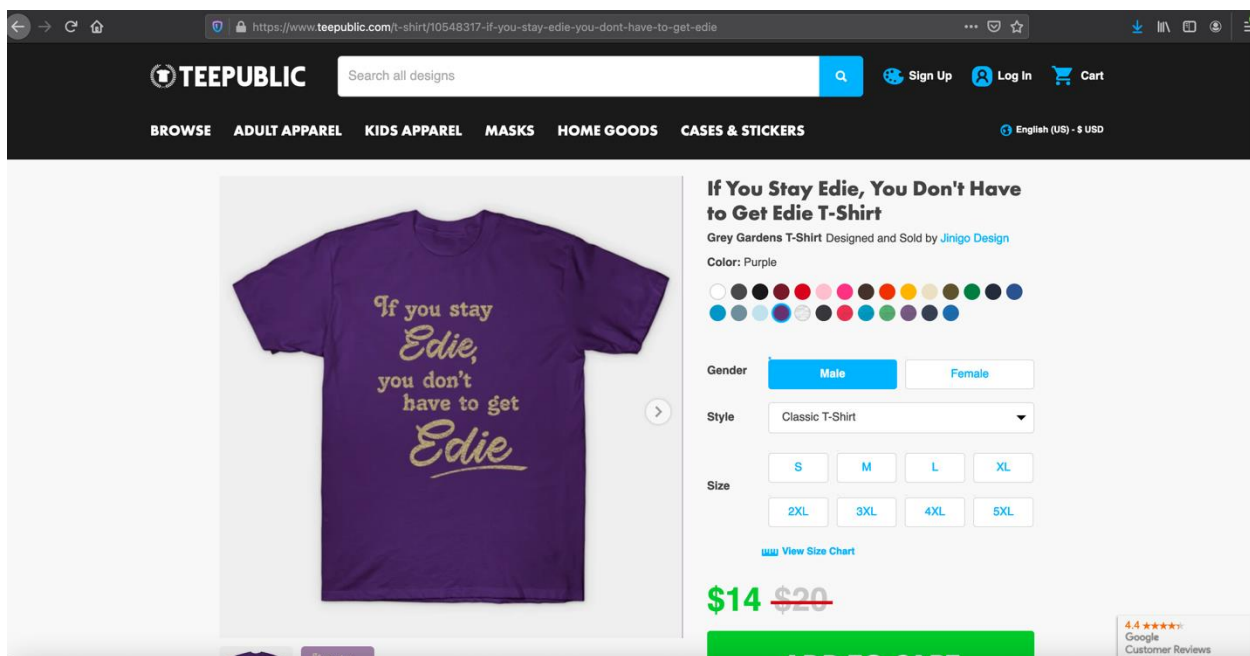 https://www.teepublic.com/t-shirt/10548317-if-you-stay-edie-you-dont-have-to-get-edie
TEEPUBLIC
Search all designs
Sign Up
Log In
Cart
BROWSE ADULT APPAREL KIDS APPAREL MASKS HOME GOODS CASES & STICKERS
English (US) - $ USD
If you stay
Edie,
you don't
have to get
Edie
If You Stay Edie, You Don't Have
to Get Edie T-Shirt
Grey Gardens T-Shirt Designed and Sold by Jinigo Design
Color: Purple
Gender Male Female
Style Classic T-Shirt
Size
S M L XL
2XL 3XL 4XL 5XL
View Size Chart
$14 $20
ADD TO CART
4.4
Google
Customer Reviews